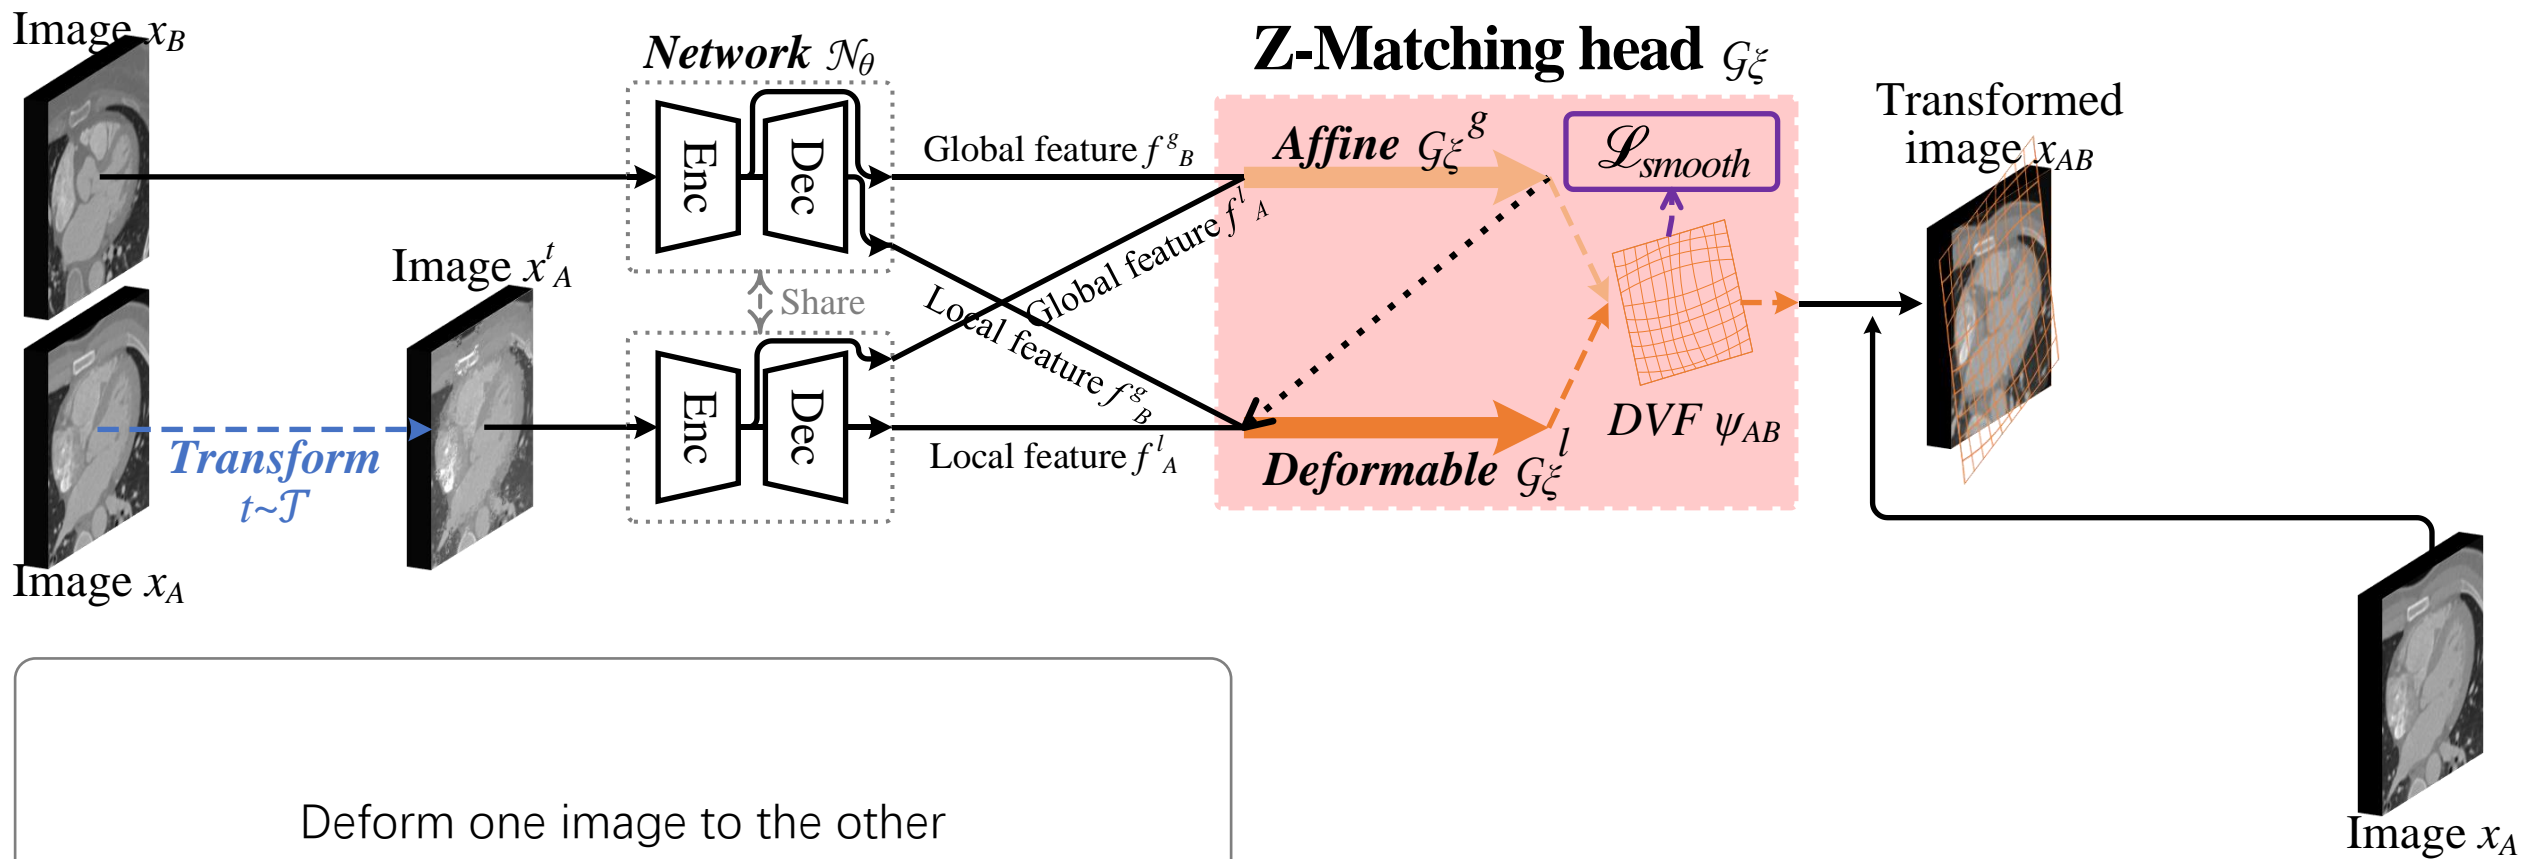 Image x_B
Network 𝒩_θ
Z-Matching head 𝒢_ξ
Transformed
image x_AB
Enc
Dec
Global feature f^g_B
Affine 𝒢_ξ^g
ℒ_smooth
Global feature f^l_A
Image x^t_A
Share
Local feature f^g_B
Enc
Dec
Local feature f^l_A
Deformable 𝒢_ξ^l
DVF ψ_AB
Transform
t~𝒯
Image x_A
Image x_A
Deform one image to the other